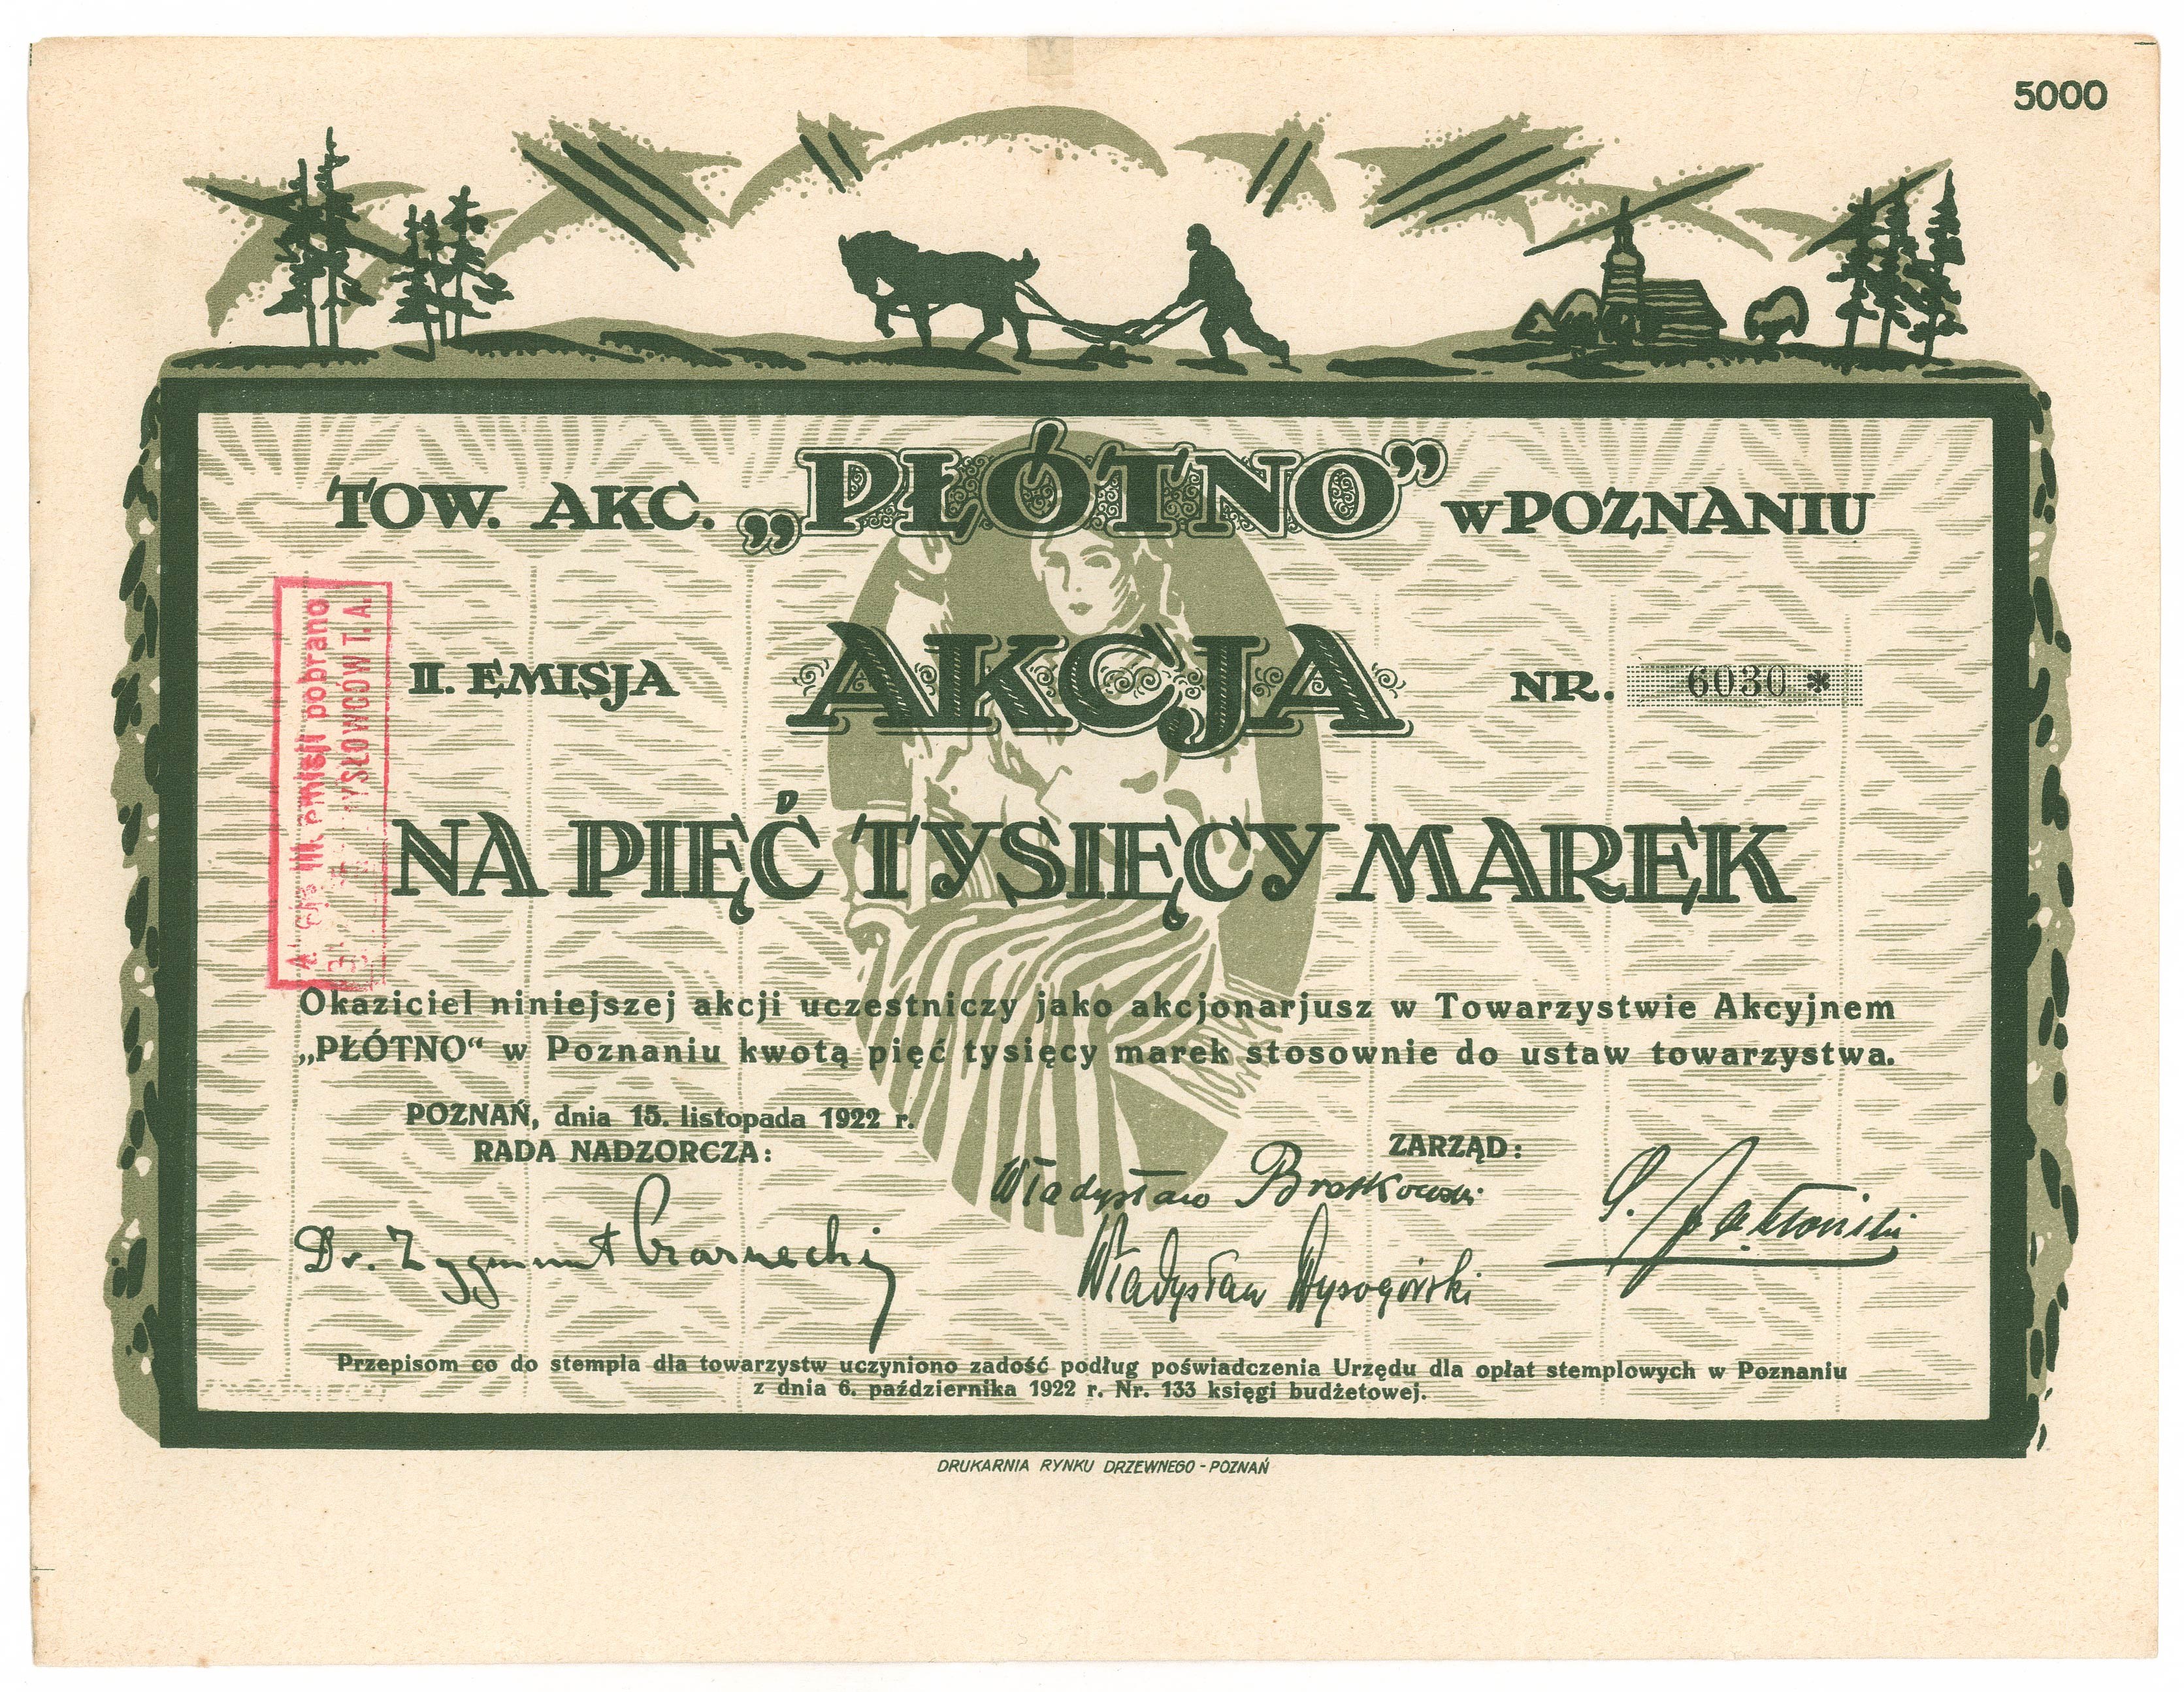 5000
TOW. AKC. „PŁÓTNO” W POZNANIU
II. EMISJA AKCJA NR. 6030 *
NA PIĘĆ TYSIĘCY MAREK
III. emisji pobrano
Okaziciel niniejszej akcji uczestniczy jako akcjonarjusz w Towarzystwie Akcyjnem
„PŁÓTNO“ w Poznaniu kwotą pięć tysięcy marek stosownie do ustaw towarzystwa.
POZNAŃ, dnia 15. listopada 1922 r.
RADA NADZORCZA:
ZARZĄD:
Dr. Zygmunt Czarnecki
Władysław
Władysław Wysogórski
Przepisom co do stempla dla towarzystw uczyniono zadość podług poświadczenia Urzędu dla opłat stemplowych w Poznaniu
z dnia 6. października 1922 r. Nr. 133 księgi budżetowej.
DRUKARNIA RYNKU DRZEWNEGO - POZNAŃ